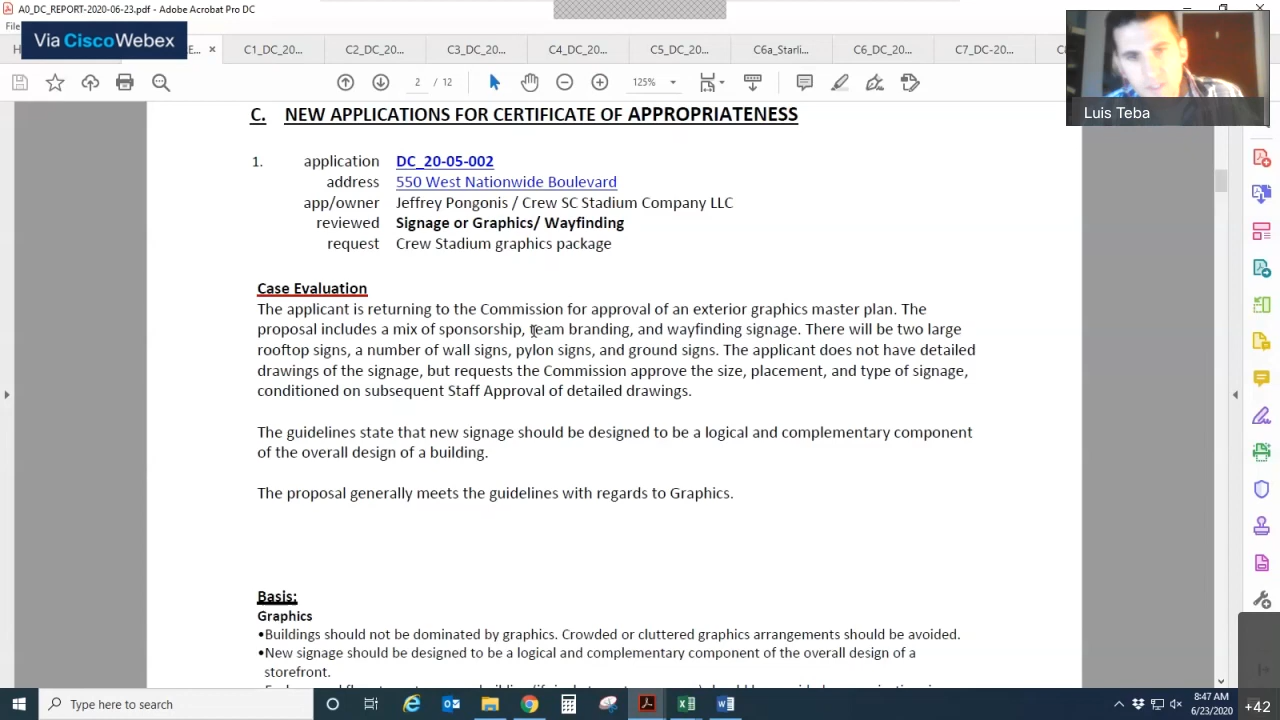 A0_DC_REPORT-2020-06-23.pdf - Adobe Acrobat Pro DC
File
Via Cisco Webex
C1_DC_20... C2_DC_20... C3_DC_20... C4_DC_20... C5_DC_20... C6a_Starli... C6_DC_20... C7_DC-20...
2 / 12 125%
Luis Teba
C. NEW APPLICATIONS FOR CERTIFICATE OF APPROPRIATENESS
1. application DC_20-05-002
address 550 West Nationwide Boulevard
app/owner Jeffrey Pongonis / Crew SC Stadium Company LLC
reviewed Signage or Graphics/ Wayfinding
request Crew Stadium graphics package
Case Evaluation
The applicant is returning to the Commission for approval of an exterior graphics master plan. The
proposal includes a mix of sponsorship, team branding, and wayfinding signage. There will be two large
rooftop signs, a number of wall signs, pylon signs, and ground signs. The applicant does not have detailed
drawings of the signage, but requests the Commission approve the size, placement, and type of signage,
conditioned on subsequent Staff Approval of detailed drawings.
The guidelines state that new signage should be designed to be a logical and complementary component
of the overall design of a building.
The proposal generally meets the guidelines with regards to Graphics.
Basis:
Graphics
•Buildings should not be dominated by graphics. Crowded or cluttered graphics arrangements should be avoided.
•New signage should be designed to be a logical and complementary component of the overall design of a
storefront.
Type here to search
8:47 AM
6/23/2020
+42